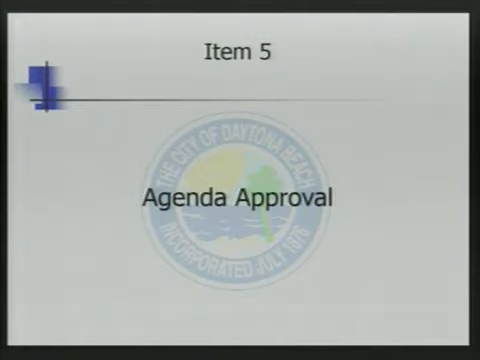 Item 5
THE CITY OF DAYTONA BEACH
Agenda Approval
INCORPORATED JULY 1876